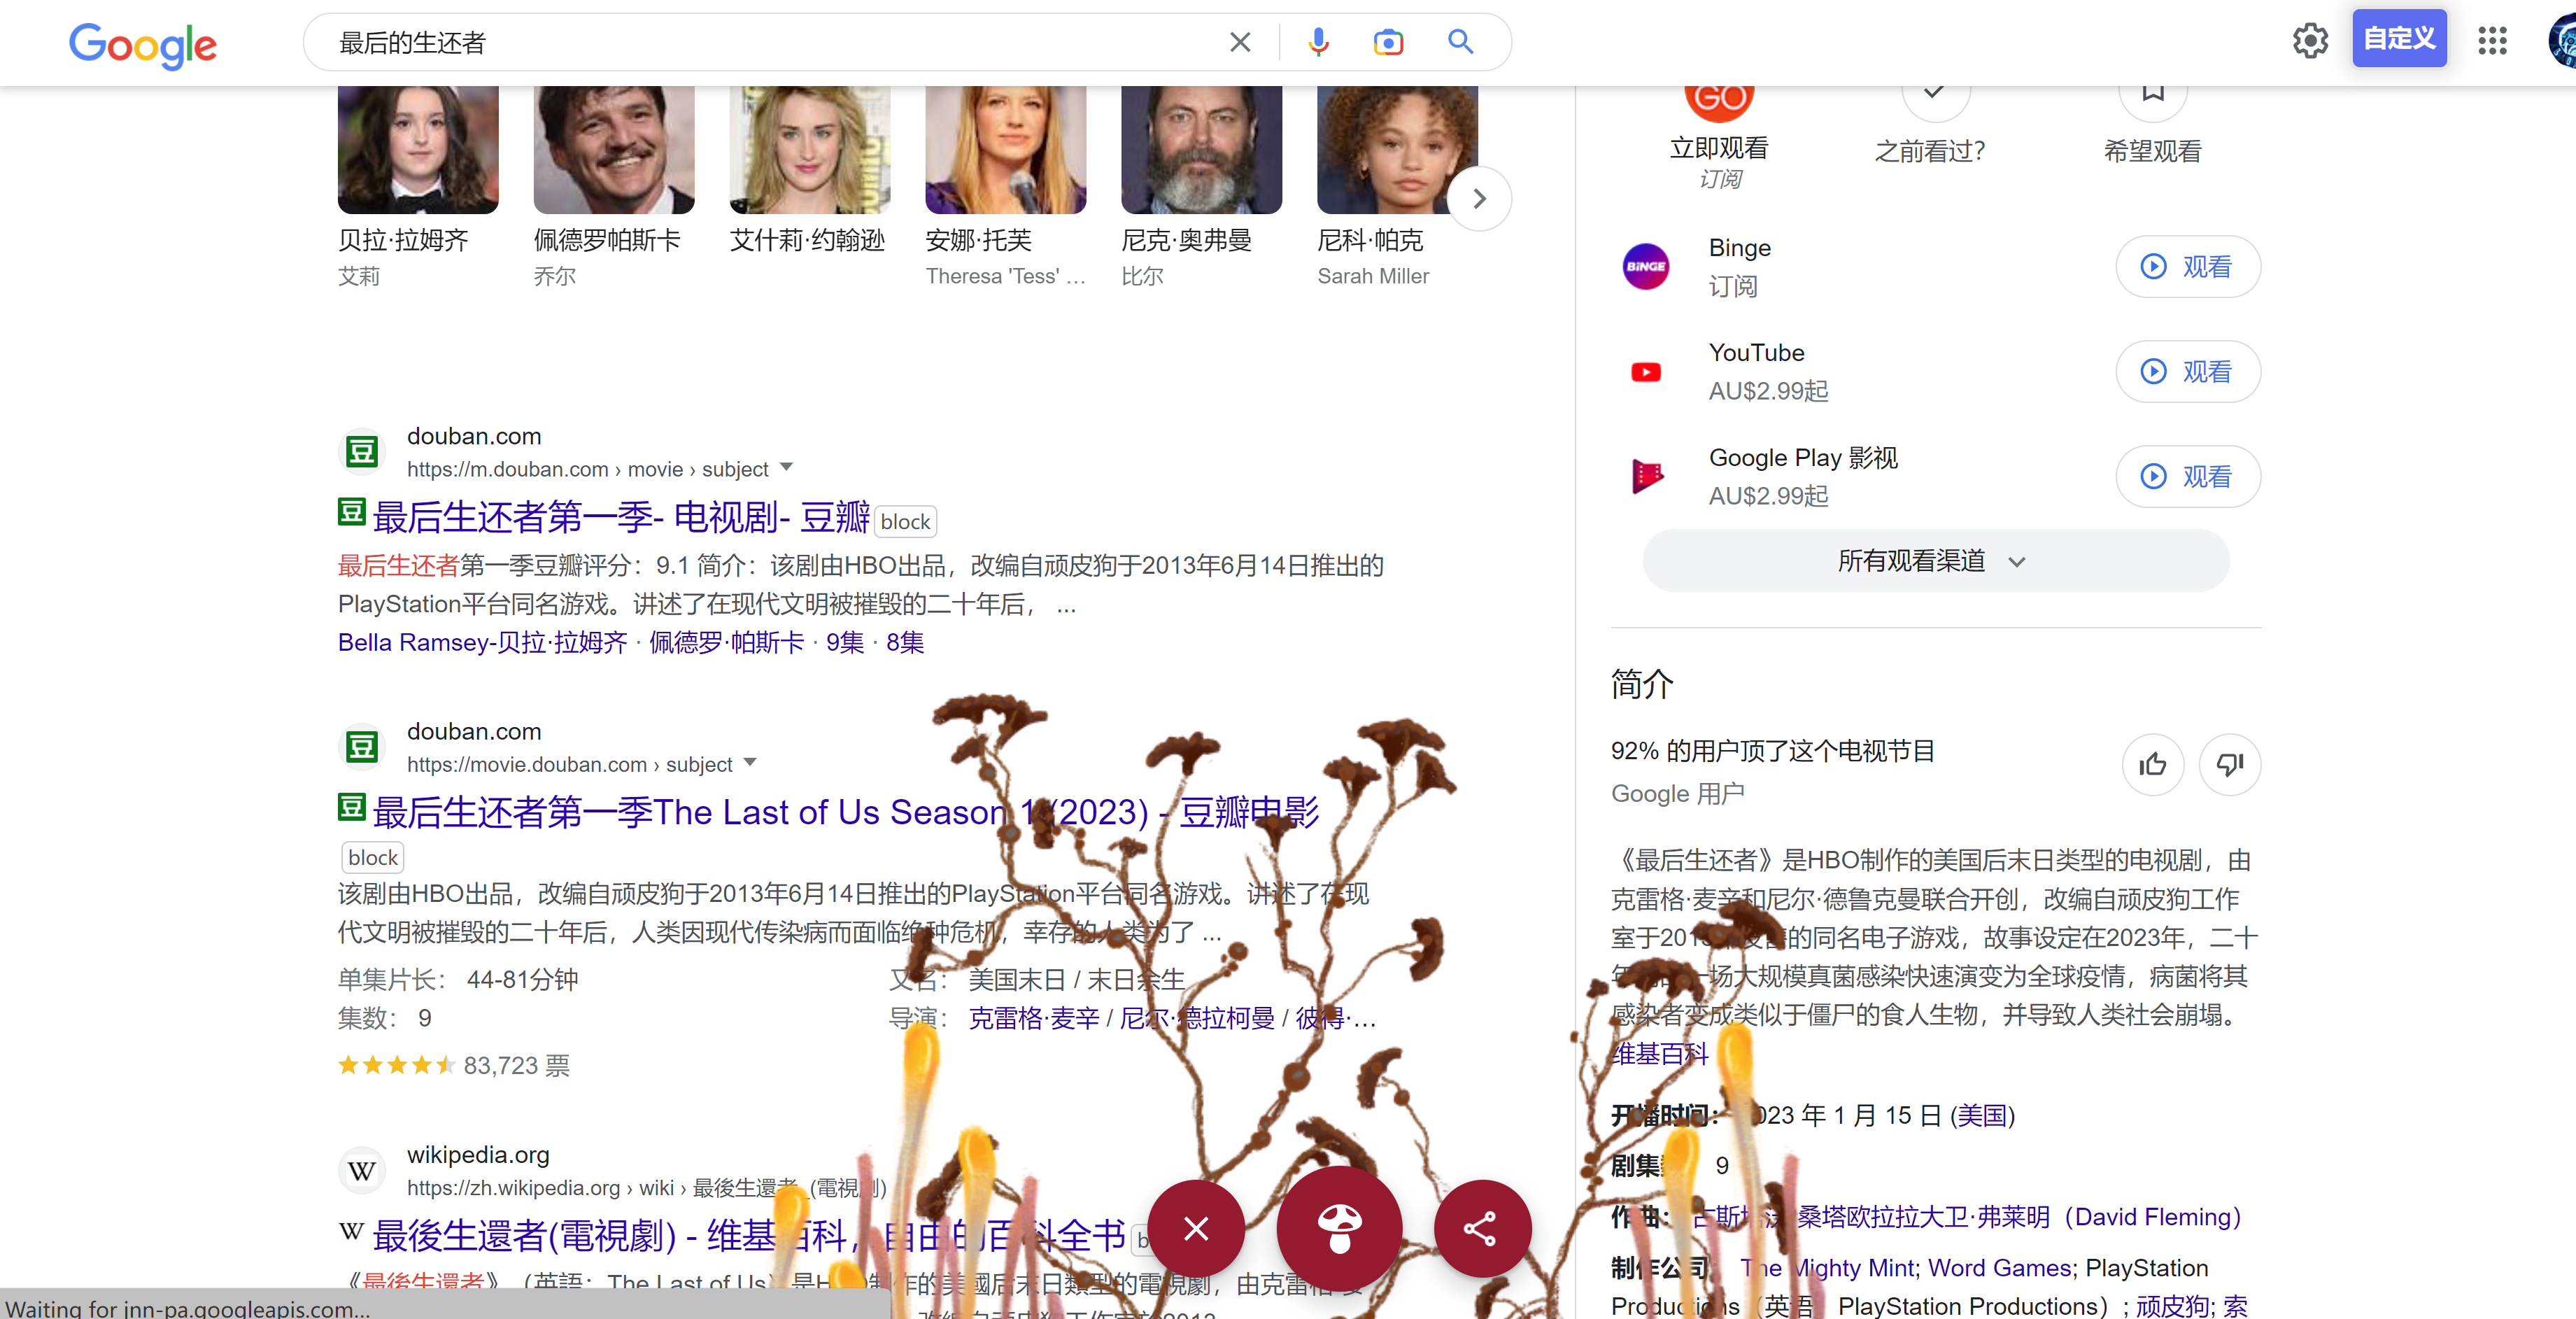 Google
最后的生还者
自定义
贝拉·拉姆齐
艾莉
佩德罗帕斯卡
乔尔
艾什莉·约翰逊
安娜·托芙
Theresa 'Tess' ...
尼克·奥弗曼
比尔
尼科·帕克
Sarah Miller
douban.com
https://m.douban.com › movie › subject
豆 最后生还者第一季- 电视剧- 豆瓣 block
最后生还者第一季豆瓣评分：9.1 简介：该剧由HBO出品，改编自顽皮狗于2013年6月14日推出的
PlayStation平台同名游戏。讲述了在现代文明被摧毁的二十年后， ...
Bella Ramsey-贝拉·拉姆齐 · 佩德罗·帕斯卡 · 9集 · 8集
douban.com
https://movie.douban.com › subject
豆 最后生还者第一季The Last of Us Season 1 (2023) - 豆瓣电影
block
该剧由HBO出品，改编自顽皮狗于2013年6月14日推出的PlayStation平台同名游戏。讲述了在现
代文明被摧毁的二十年后，人类因现代传染病而面临绝种危机，幸存的人类为了 ...
单集片长： 44-81分钟
又名： 美国末日 / 末日余生
集数： 9
导演： 克雷格·麦辛 / 尼尔·德拉柯曼 / 彼得·...
83,723 票
wikipedia.org
https://zh.wikipedia.org › wiki › 最後生還者_(電視劇)
W 最後生還者(電視劇) - 维基百科，自由的百科全书
《最後生還者》（英語：The Last of Us）是HBO制作的美國后末日類型的電視劇，由克雷格·麥
Waiting for jnn-pa.googleapis.com...
GO
立即观看
订阅
之前看过？
希望观看
BINGE
Binge
订阅
观看
YouTube
AU$2.99起
观看
Google Play 影视
AU$2.99起
观看
所有观看渠道
简介
92% 的用户顶了这个电视节目
Google 用户
《最后生还者》是HBO制作的美国后末日类型的电视剧，由
克雷格·麦辛和尼尔·德鲁克曼联合开创，改编自顽皮狗工作
室于2013年发售的同名电子游戏，故事设定在2023年，二十
年 一场大规模真菌感染快速演变为全球疫情，病菌将其
感染者变成类似于僵尸的食人生物，并导致人类社会崩塌。
维基百科
开播时间： 2023 年 1 月 15 日 (美国)
剧集 9
作曲： 桑塔欧拉拉大卫·弗莱明（David Fleming）
制作公司 The Mighty Mint; Word Games; PlayStation
Productions（英语 PlayStation Productions）; 顽皮狗; 索